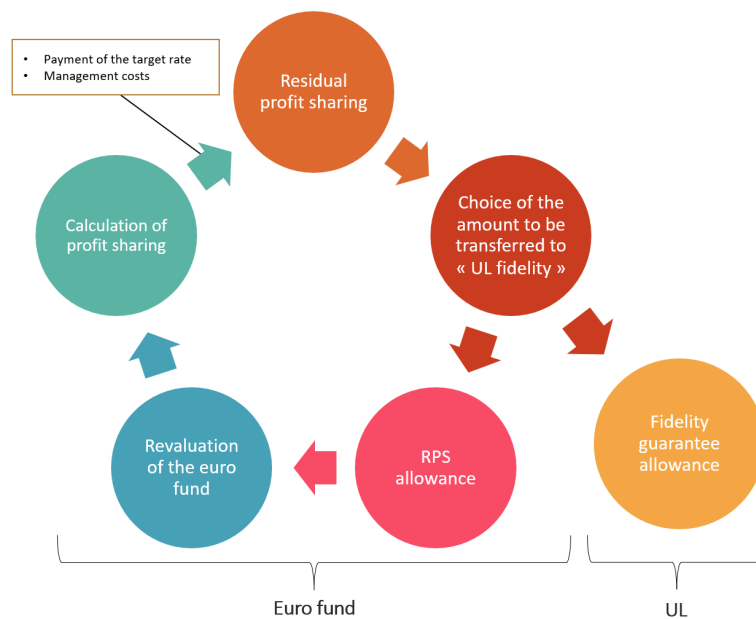 • Payment of the target rate
• Management costs
Residual
profit sharing
Calculation of
profit sharing
Choice of the
amount to be
transferred to
« UL fidelity »
Revaluation
of the euro
fund
RPS
allowance
Fidelity
guarantee
allowance
Euro fund
UL